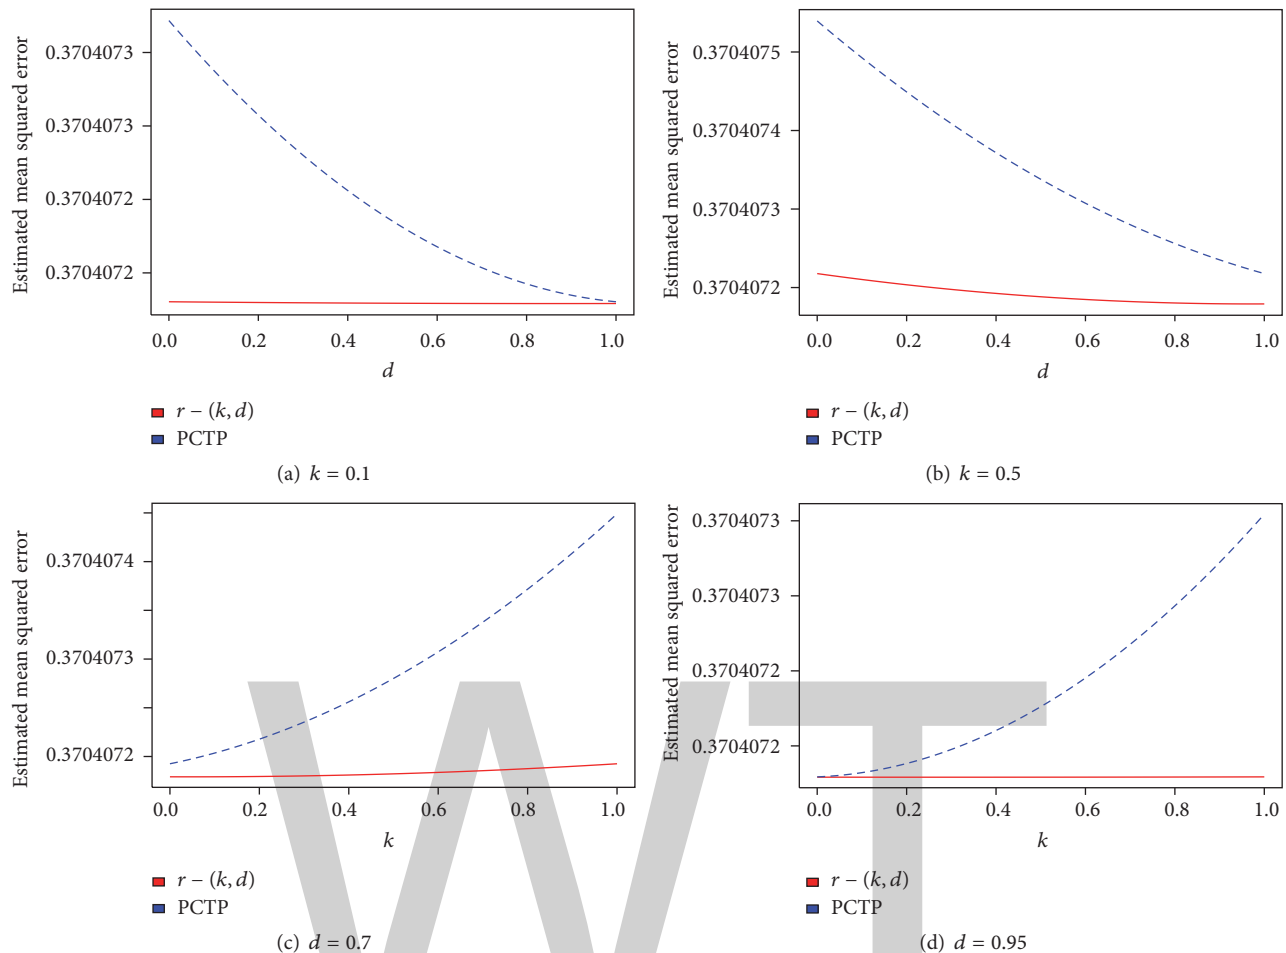 Estimated mean squared error
0.3704073
0.3704073
0.3704072
0.3704072
0.0 0.2 0.4 0.6 0.8 1.0
d
r − (k, d)
PCTP
(a) k = 0.1
Estimated mean squared error
0.3704075
0.3704074
0.3704073
0.3704072
0.0 0.2 0.4 0.6 0.8 1.0
d
r − (k, d)
PCTP
(b) k = 0.5
Estimated mean squared error
0.3704074
0.3704073
0.3704072
0.0 0.2 0.4 0.6 0.8 1.0
k
r − (k, d)
PCTP
(c) d = 0.7
Estimated mean squared error
0.3704073
0.3704073
0.3704072
0.3704072
0.0 0.2 0.4 0.6 0.8 1.0
k
r − (k, d)
PCTP
(d) d = 0.95
WT